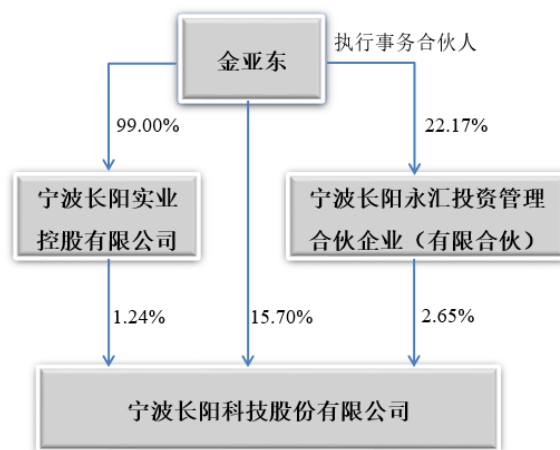 执行事务合伙人
金亚东
99.00%
22.17%
宁波长阳实业
控股有限公司
宁波长阳永汇投资管理
合伙企业（有限合伙）
1.24%
15.70%
2.65%
宁波长阳科技股份有限公司